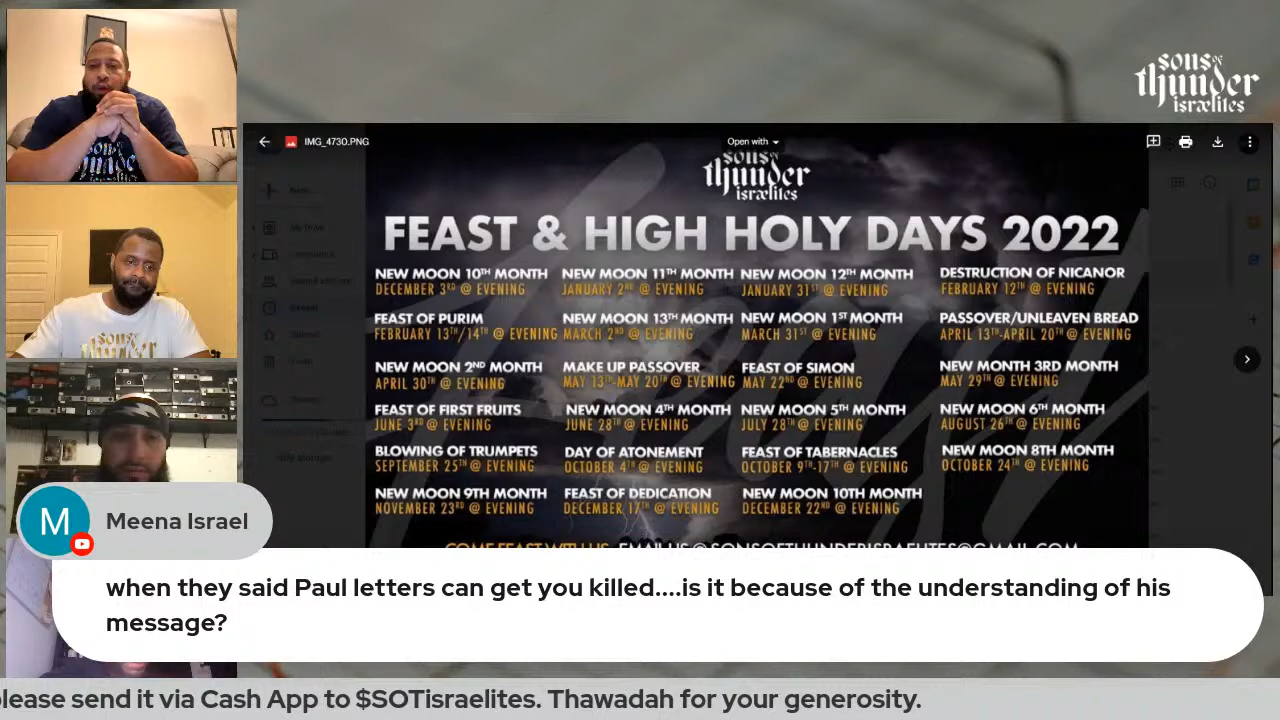 sons of
thunder
israelites
IMG_4730.PNG
Open with
sons of
thunder
israelites
FEAST & HIGH HOLY DAYS 2022
NEW MOON 10TH MONTH
DECEMBER 3RD @ EVENING
NEW MOON 11TH MONTH
JANUARY 2ND @ EVENING
NEW MOON 12TH MONTH
JANUARY 31ST @ EVENING
DESTRUCTION OF NICANOR
FEBRUARY 12TH @ EVENING
FEAST OF PURIM
FEBRUARY 13TH/14TH @ EVENING
NEW MOON 13TH MONTH
MARCH 2ND @ EVENING
NEW MOON 1ST MONTH
MARCH 31ST @ EVENING
PASSOVER/UNLEAVEN BREAD
APRIL 13TH-APRIL 20TH @ EVENING
NEW MOON 2ND MONTH
APRIL 30TH @ EVENING
MAKE UP PASSOVER
MAY 13TH-MAY 20TH @ EVENING
FEAST OF SIMON
MAY 22ND @ EVENING
NEW MONTH 3RD MONTH
MAY 29TH @ EVENING
FEAST OF FIRST FRUITS
JUNE 3RD @ EVENING
NEW MOON 4TH MONTH
JUNE 28TH @ EVENING
NEW MOON 5TH MONTH
JULY 28TH @ EVENING
NEW MOON 6TH MONTH
AUGUST 26TH @ EVENING
BLOWING OF TRUMPETS
SEPTEMBER 25TH @ EVENING
DAY OF ATONEMENT
OCTOBER 4TH @ EVENING
FEAST OF TABERNACLES
OCTOBER 9TH-17TH @ EVENING
NEW MOON 8TH MONTH
OCTOBER 24TH @ EVENING
NEW MOON 9TH MONTH
NOVEMBER 23RD @ EVENING
FEAST OF DEDICATION
DECEMBER 17TH @ EVENING
NEW MOON 10TH MONTH
DECEMBER 22ND @ EVENING
COME FEAST WITH US EMAIL US @ SONSOFTHUNDERISRAELITES@GMAIL.COM
M
Meena Israel
when they said Paul letters can get you killed....is it because of the understanding of his
message?
please send it via Cash App to $SOTisraelites. Thawadah for your generosity.